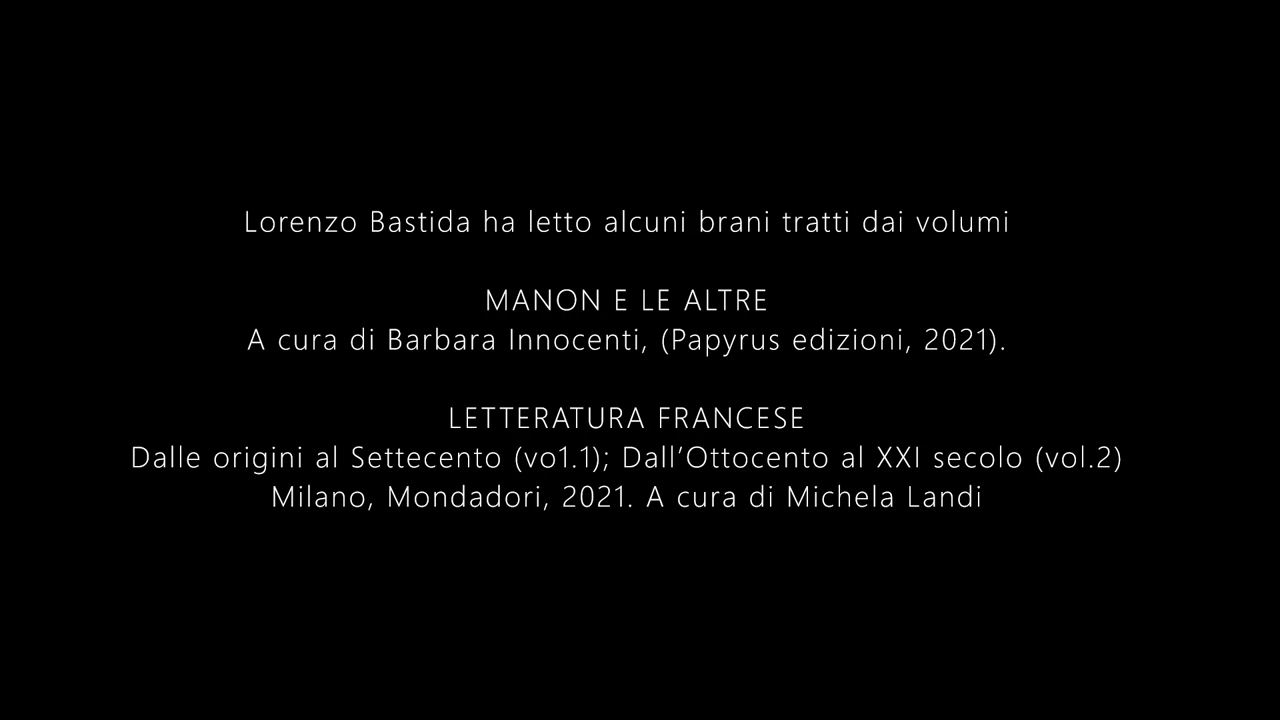 Lorenzo Bastida ha letto alcuni brani tratti dai volumi
MANON E LE ALTRE
A cura di Barbara Innocenti, (Papyrus edizioni, 2021).
LETTERATURA FRANCESE
Dalle origini al Settecento (vo1.1); Dall’Ottocento al XXI secolo (vol.2)
Milano, Mondadori, 2021. A cura di Michela Landi